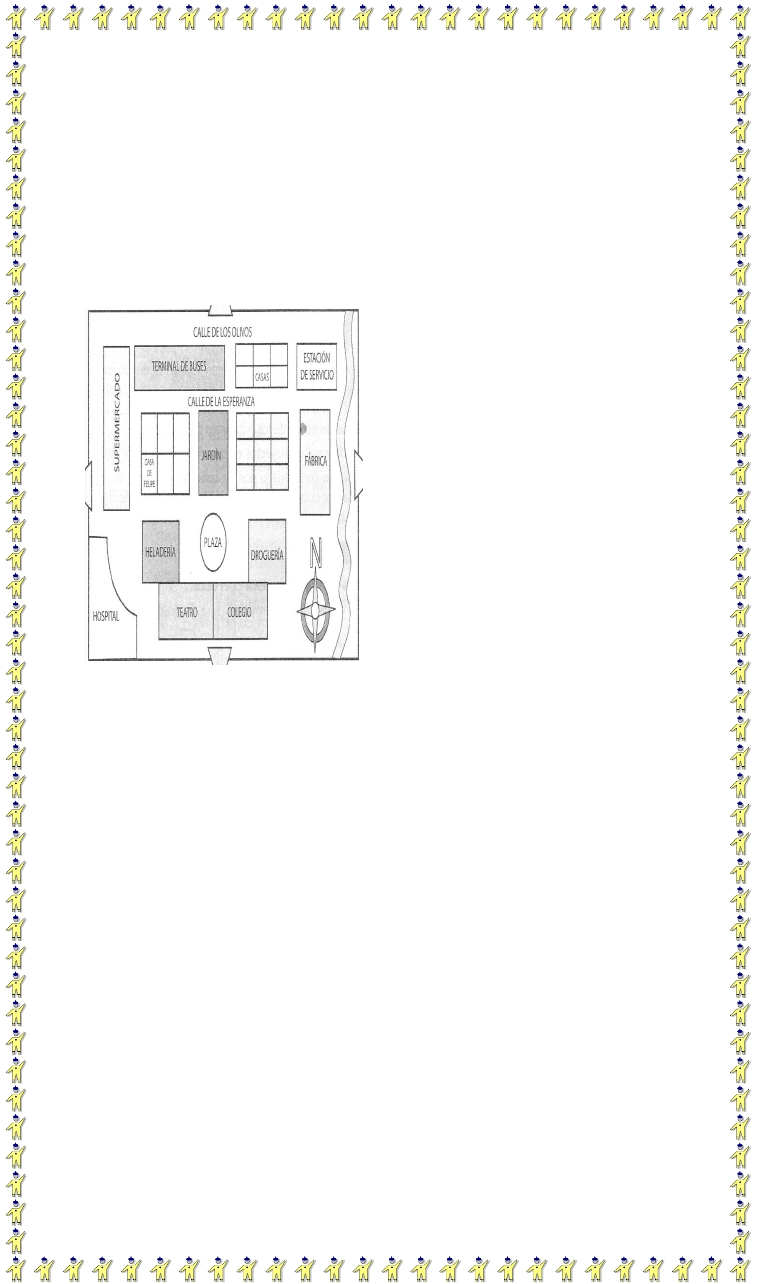 CALLE DE LOS OLIVOS
TERMINAL DE BUSES
CASAS
ESTACIÓN
DE SERVICIO
SUPERMERCADO
CALLE DE LA ESPERANZA
CASA
DE
FELIPE
JARDÍN
FÁBRICA
HELADERÍA
PLAZA
DROGUERÍA
N
HOSPITAL
TEATRO
COLEGIO